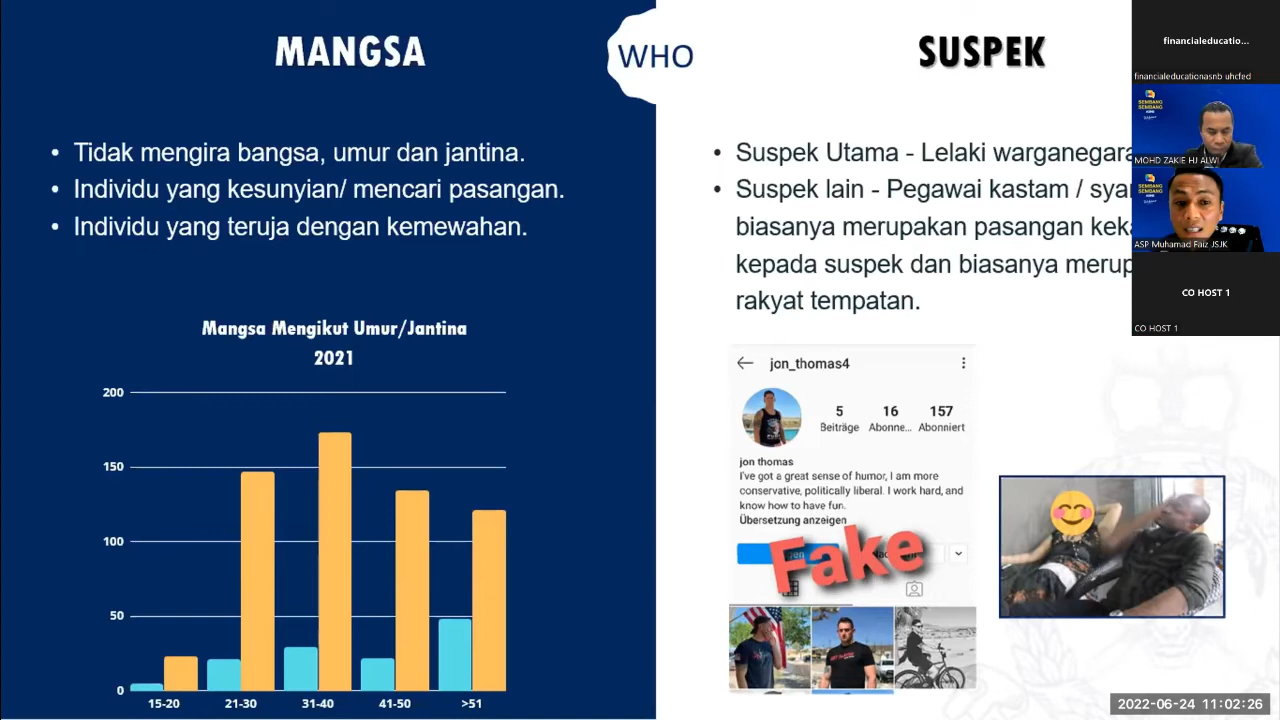 MANGSA
WHO
SUSPEK
• Tidak mengira bangsa, umur dan jantina.
• Individu yang kesunyian/ mencari pasangan.
• Individu yang teruja dengan kemewahan.
• Suspek Utama - Lelaki warganegara
• Suspek lain - Pegawai kastam /
biasanya merupakan pasangan
kepada suspek dan biasanya
rakyat tempatan.
Mangsa Mengikut Umur/Jantina
2021
200
150
100
50
0
15-20
21-30
31-40
41-50
>51
jon_thomas4
5
16
157
Beiträge
Abonne...
Abonniert
jon thomas
I've got a great sense of humor, I am more
conservative, politically liberal. I work hard, and
know how to have fun.
Übersetzung anzeigen
Fake
financialeducatio...
financialeducationasnb uhcfed
SEMBANG
SEMBANG
MOHD ZAKIE HJ ALWI
SEMBANG
SEMBANG
ASP Muhamad Faiz JSJK
CO HOST 1
CO HOST 1
2022-06-24 11:02:26